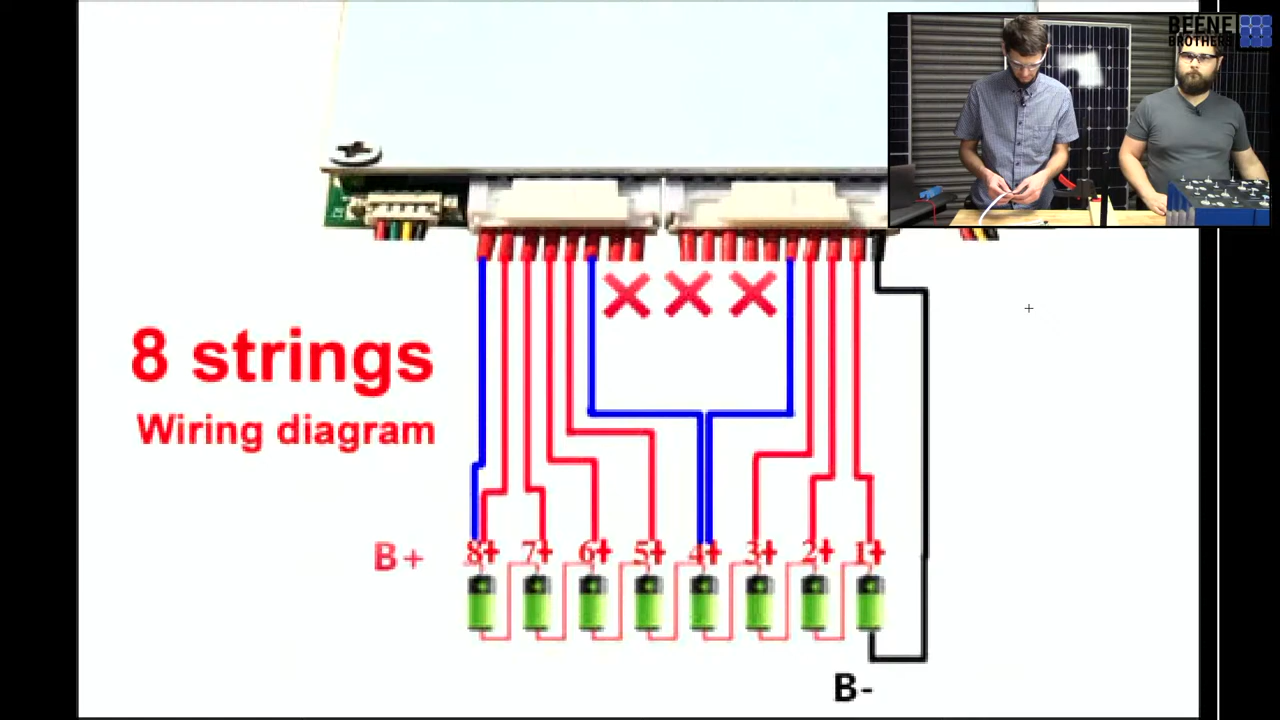 BEENE
BROTHERS
8 strings
Wiring diagram
B+
8+ 7+ 6+ 5+ 4+ 3+ 2+ 1+
B-